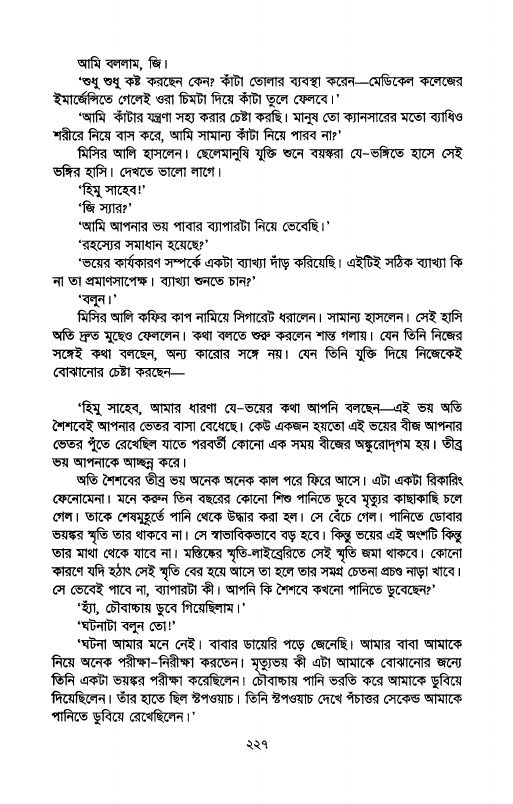 আমি বললাম, জি।
‘শুধু শুধু কষ্ট করছেন কেন? কাঁটা তোলার ব্যবস্থা করেন—মেডিকেল কলেজের
ইমার্জেন্সিতে গেলেই ওরা চিমটা দিয়ে কাঁটা তুলে ফেলবে।’
‘আমি কাঁটার যন্ত্রণা সহ্য করার চেষ্টা করছি। মানুষ তো ক্যানসারের মতো ব্যাধিও
শরীরে নিয়ে বাস করে, আমি সামান্য কাঁটা নিয়ে পারব না?’
মিসির আলি হাসলেন। ছেলেমানুষি যুক্তি শুনে বয়স্করা যে-ভঙ্গিতে হাসে সেই
ভঙ্গির হাসি। দেখতে ভালো লাগে।
‘হিমু সাহেব!’
‘জি স্যার?’
‘আমি আপনার ভয় পাবার ব্যাপারটা নিয়ে ভেবেছি।’
‘রহস্যের সমাধান হয়েছে?’
‘ভয়ের কার্যকারণ সম্পর্কে একটা ব্যাখ্যা দাঁড় করিয়েছি। এইটিই সঠিক ব্যাখ্যা কি
না তা প্রমাণসাপেক্ষ। ব্যাখ্যা শুনতে চান?’
‘বলুন।’
মিসির আলি কফির কাপ নামিয়ে সিগারেট ধরালেন। সামান্য হাসলেন। সেই হাসি
অতি দ্রুত মুছেও ফেললেন। কথা বলতে শুরু করলেন শান্ত গলায়। যেন তিনি নিজের
সঙ্গেই কথা বলছেন, অন্য কারোর সঙ্গে নয়। যেন তিনি যুক্তি দিয়ে নিজেকেই
বোঝানোর চেষ্টা করছেন—
‘হিমু সাহেব, আমার ধারণা যে-ভয়ের কথা আপনি বলছেন—এই ভয় অতি
শৈশবেই আপনার ভেতর বাসা বেধেছে। কেউ একজন হয়তো এই ভয়ের বীজ আপনার
ভেতর পুঁতে রেখেছিল যাতে পরবর্তী কোনো এক সময় বীজের অঙ্কুরোদ্‌গম হয়। তীব্র
ভয় আপনাকে আচ্ছন্ন করে।
অতি শৈশবের তীব্র ভয় অনেক অনেক কাল পরে ফিরে আসে। এটা একটা রিকারিং
ফেনোমেনা। মনে করুন তিন বছরের কোনো শিশু পানিতে ডুবে মৃত্যুর কাছাকাছি চলে
গেল। তাকে শেষমুহূর্তে পানি থেকে উদ্ধার করা হল। সে বেঁচে গেল। পানিতে ডোবার
ভয়ঙ্কর স্মৃতি তার থাকবে না। সে স্বাভাবিকভাবে বড় হবে। কিন্তু ভয়ের এই অংশটি কিন্তু
তার মাথা থেকে যাবে না। মস্তিষ্কের স্মৃতি-লাইব্রেরিতে সেই স্মৃতি জমা থাকবে। কোনো
কারণে যদি হঠাৎ সেই স্মৃতি বের হয়ে আসে তা হলে তার সমগ্র চেতনা প্রচণ্ড নাড়া খাবে।
সে ভেবেই পাবে না, ব্যাপারটা কী। আপনি কি শৈশবে কখনো পানিতে ডুবেছেন?’
‘হ্যাঁ, চৌবাচ্চায় ডুবে গিয়েছিলাম।’
‘ঘটনাটা বলুন তো!’
‘ঘটনা আমার মনে নেই। বাবার ডায়েরি পড়ে জেনেছি। আমার বাবা আমাকে
নিয়ে অনেক পরীক্ষা-নিরীক্ষা করতেন। মৃত্যুভয় কী এটা আমাকে বোঝানোর জন্যে
তিনি একটা ভয়ঙ্কর পরীক্ষা করেছিলেন। চৌবাচ্চায় পানি ভরতি করে আমাকে ডুবিয়ে
দিয়েছিলেন। তাঁর হাতে ছিল স্টপওয়াচ। তিনি স্টপওয়াচ দেখে পঁচাত্তর সেকেন্ড আমাকে
পানিতে ডুবিয়ে রেখেছিলেন।’
২২৭